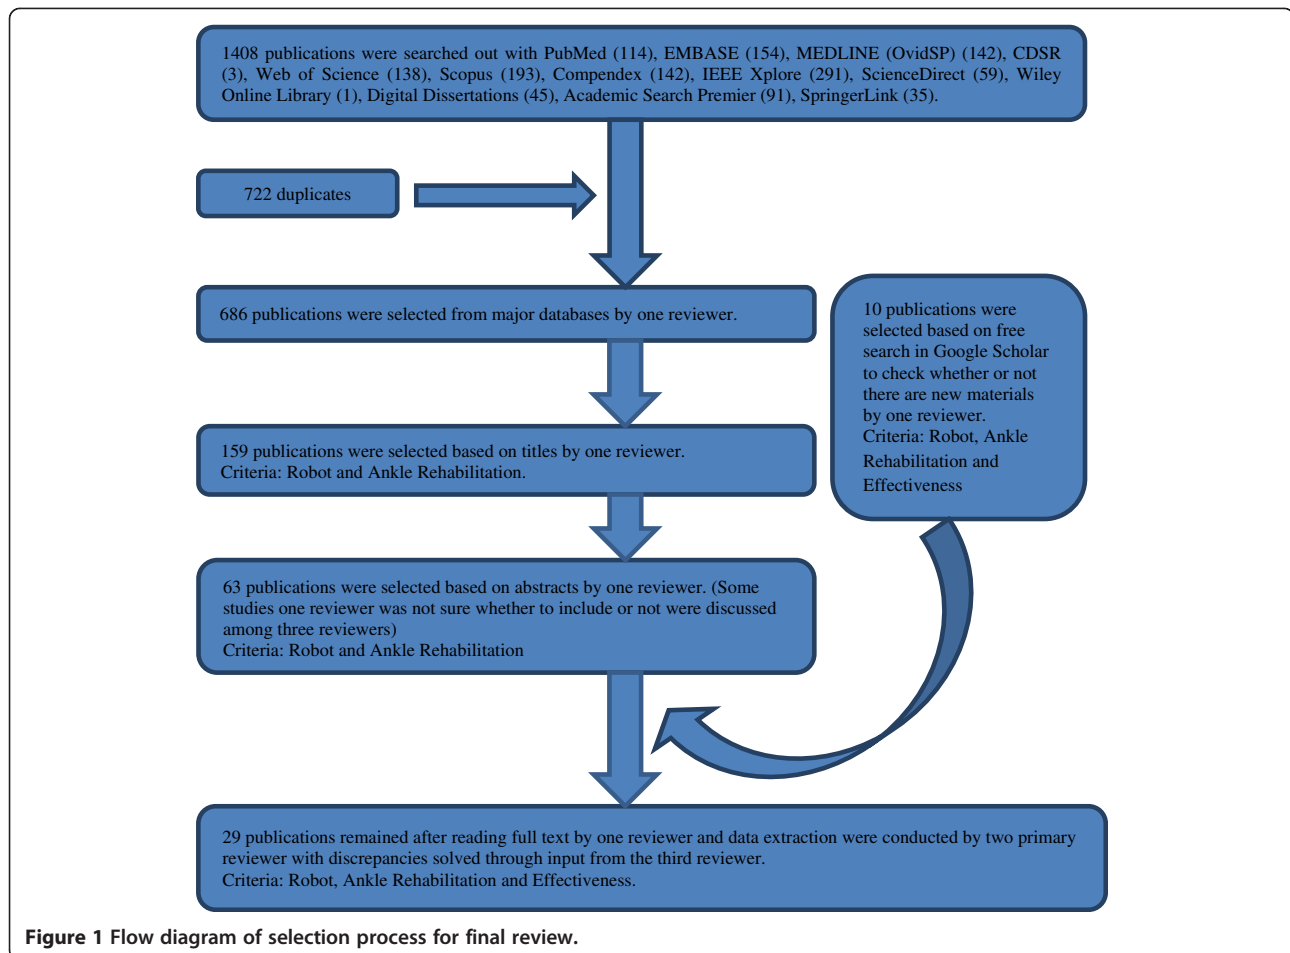 1408 publications were searched out with PubMed (114), EMBASE (154), MEDLINE (OvidSP) (142), CDSR
(3), Web of Science (138), Scopus (193), Compendex (142), IEEE Xplore (291), ScienceDirect (59), Wiley
Online Library (1), Digital Dissertations (45), Academic Search Premier (91), SpringerLink (35).
722 duplicates
686 publications were selected from major databases by one reviewer.
10 publications were
selected based on free
search in Google Scholar
to check whether or not
there are new materials
by one reviewer.
Criteria: Robot, Ankle
Rehabilitation and
Effectiveness
159 publications were selected based on titles by one reviewer.
Criteria: Robot and Ankle Rehabilitation.
63 publications were selected based on abstracts by one reviewer. (Some
studies one reviewer was not sure whether to include or not were discussed
among three reviewers)
Criteria: Robot and Ankle Rehabilitation
29 publications remained after reading full text by one reviewer and data extraction were conducted by two primary
reviewer with discrepancies solved through input from the third reviewer.
Criteria: Robot, Ankle Rehabilitation and Effectiveness.
Figure 1 Flow diagram of selection process for final review.